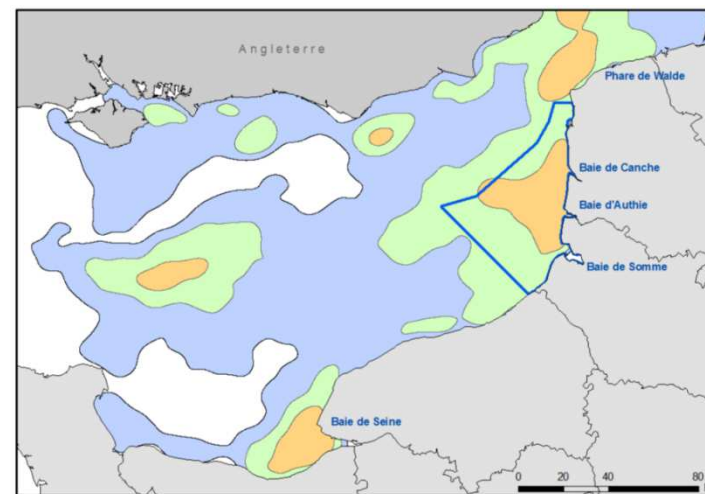 Angleterre
Phare de Walde
Baie de Canche
Baie d'Authie
Baie de Somme
Baie de Seine
0 20 40 80